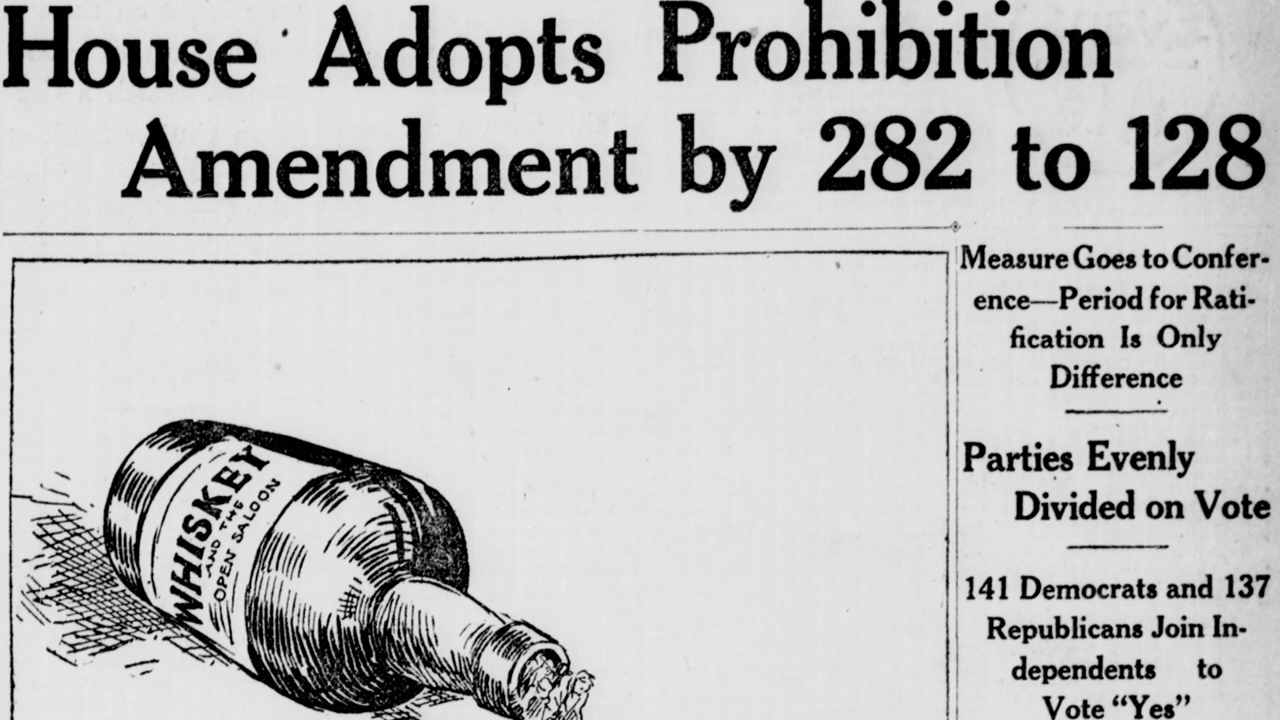 House Adopts Prohibition
Amendment by 282 to 128
Measure Goes to Confer-
ence—Period for Rati-
fication Is Only
Difference
Parties Evenly
Divided on Vote
141 Democrats and 137
Republicans Join In-
dependents to
Vote “Yes”
WHISKEY
AND THE
OPEN SALOON